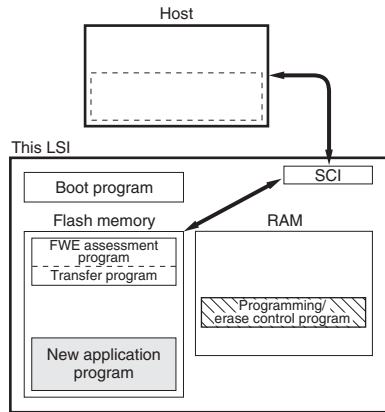 Host
This LSI
SCI
Boot program
Flash memory
RAM
FWE assessment
program
Transfer program
Programming/
erase control program
New application
program